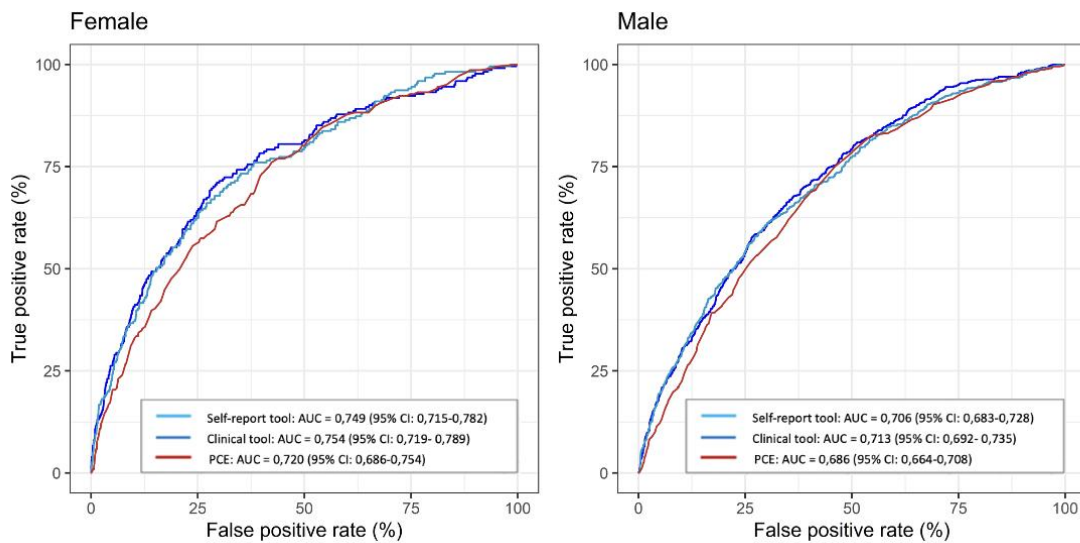 Female
True positive rate (%)
100
75
50
25
0
Self-report tool: AUC = 0,749 (95% CI: 0,715-0,782)
Clinical tool: AUC = 0,754 (95% CI: 0,719- 0,789)
PCE: AUC = 0,720 (95% CI: 0,686-0,754)
0 25 50 75 100
False positive rate (%)
Male
True positive rate (%)
100
75
50
25
0
Self-report tool: AUC = 0,706 (95% CI: 0,683-0,728)
Clinical tool: AUC = 0,713 (95% CI: 0,692- 0,735)
PCE: AUC = 0,686 (95% CI: 0,664-0,708)
0 25 50 75 100
False positive rate (%)